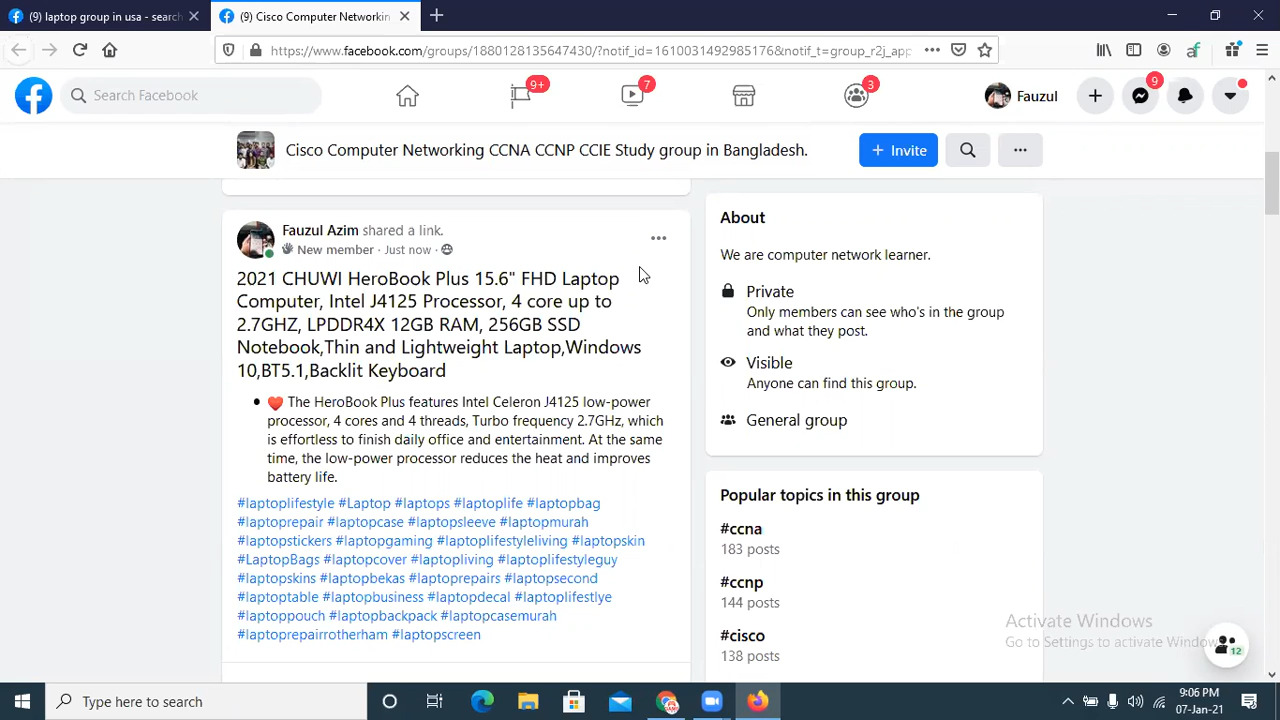 (9) laptop group in usa - search
(9) Cisco Computer Networkin
https://www.facebook.com/groups/1880128135647430/?notif_id=1610031492985176&notif_t=group_r2j_app
Search Facebook
9+
7
3
Fauzul
9
Cisco Computer Networking CCNA CCNP CCIE Study group in Bangladesh.
Invite
Fauzul Azim shared a link.
New member · Just now ·
2021 CHUWI HeroBook Plus 15.6" FHD Laptop
Computer, Intel J4125 Processor, 4 core up to
2.7GHZ, LPDDR4X 12GB RAM, 256GB SSD
Notebook,Thin and Lightweight Laptop,Windows
10,BT5.1,Backlit Keyboard
• ❤️ The HeroBook Plus features Intel Celeron J4125 low-power
processor, 4 cores and 4 threads, Turbo frequency 2.7GHz, which
is effortless to finish daily office and entertainment. At the same
time, the low-power processor reduces the heat and improves
battery life.
#laptoplifestyle #Laptop #laptops #laptoplife #laptopbag
#laptoprepair #laptopcase #laptopsleeve #laptopmurah
#laptopstickers #laptopgaming #laptoplifestyleliving #laptopskin
#LaptopBags #laptopcover #laptopliving #laptoplifestyleguy
#laptopskins #laptopbekas #laptoprepairs #laptopsecond
#laptoptable #laptopbusiness #laptopdecal #laptoplifestlye
#laptoppouch #laptopbackpack #laptopcasemurah
#laptoprepairrotherham #laptopscreen
About
We are computer network learner.
Private
Only members can see who's in the group
and what they post.
Visible
Anyone can find this group.
General group
Popular topics in this group
#ccna
183 posts
#ccnp
144 posts
#cisco
138 posts
Activate Windows
Go to Settings to activate Windows
12
Type here to search
9:06 PM
07-Jan-21